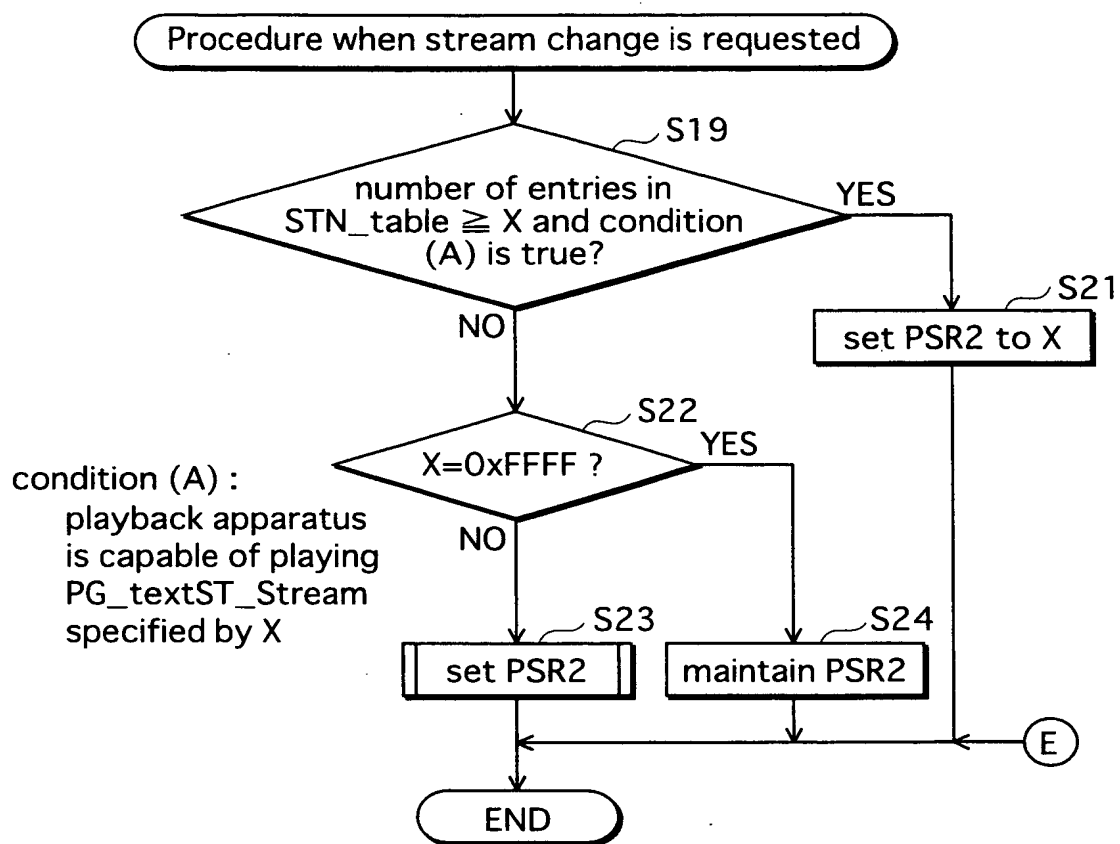 Procedure when stream change is requested
S19
number of entries in
STN_table ≧ X and condition
(A) is true?
YES
NO
S21
set PSR2 to X
S22
X=0xFFFF ?
YES
NO
condition (A) :
playback apparatus
is capable of playing
PG_textST_Stream
specified by X
S23
set PSR2
S24
maintain PSR2
E
END